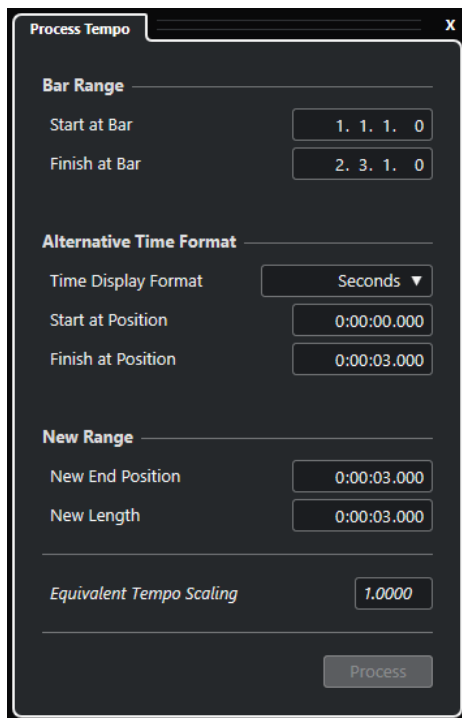 Process Tempo X
Bar Range
Start at Bar 1. 1. 1. 0
Finish at Bar 2. 3. 1. 0
Alternative Time Format
Time Display Format Seconds ▼
Start at Position 0:00:00.000
Finish at Position 0:00:03.000
New Range
New End Position 0:00:03.000
New Length 0:00:03.000
Equivalent Tempo Scaling 1.0000
Process